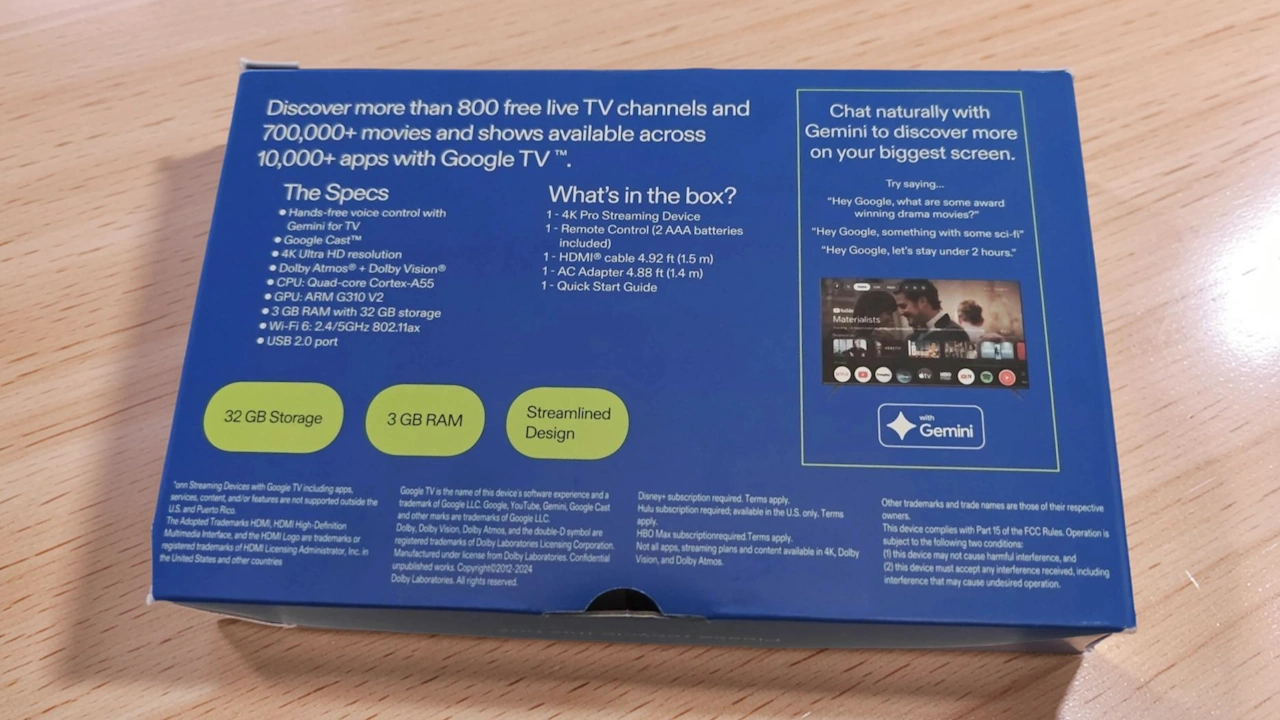 Discover more than 800 free live TV channels and
700,000+ movies and shows available across
10,000+ apps with Google TV ™.
The Specs
• Hands-free voice control with
Gemini for TV
• Google Cast™
• 4K Ultra HD resolution
• Dolby Atmos® + Dolby Vision®
• CPU: Quad-core Cortex-A55
• GPU: ARM G310 V2
• 3 GB RAM with 32 GB storage
• Wi-Fi 6: 2.4/5GHz 802.11ax
• USB 2.0 port
What's in the box?
1 - 4K Pro Streaming Device
1 - Remote Control (2 AAA batteries
included)
1 - HDMI® cable 4.92 ft (1.5 m)
1 - AC Adapter 4.88 ft (1.4 m)
1 - Quick Start Guide
32 GB Storage
3 GB RAM
Streamlined
Design
Chat naturally with
Gemini to discover more
on your biggest screen.
Try saying...
"Hey Google, what are some award
winning drama movies?"
"Hey Google, something with some sci-fi"
"Hey Google, let's stay under 2 hours."
YouTube
Materialists
with
Gemini
*onn Streaming Devices with Google TV including apps,
services, content, and/or features are not supported outside the
U.S. and Puerto Rico.
The Adopted Trademarks HDMI, HDMI High-Definition
Multimedia Interface, and the HDMI Logo are trademarks or
registered trademarks of HDMI Licensing Administrator, Inc. in
the United States and other countries
Google TV is the name of this device's software experience and a
trademark of Google LLC. Google, YouTube, Gemini, Google Cast
and other marks are trademarks of Google LLC.
Dolby, Dolby Vision, Dolby Atmos, and the double-D symbol are
registered trademarks of Dolby Laboratories Licensing Corporation.
Manufactured under license from Dolby Laboratories. Confidential
unpublished works. Copyright©2012-2024
Dolby Laboratories. All rights reserved.
Disney+ subscription required. Terms apply.
Hulu subscription required; available in the U.S. only. Terms
apply.
HBO Max subscriptionrequired.Terms apply.
Not all apps, streaming plans and content available in 4K, Dolby
Vision, and Dolby Atmos.
Other trademarks and trade names are those of their respective
owners.
This device complies with Part 15 of the FCC Rules. Operation is
subject to the following two conditions:
(1) this device may not cause harmful interference, and
(2) this device must accept any interference received, including
interference that may cause undesired operation.